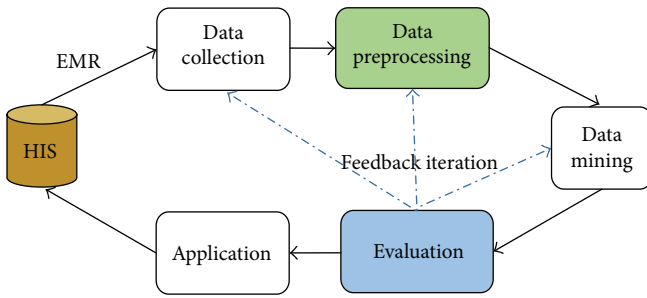 Data
collection
Data
preprocessing
EMR
HIS
Data
mining
Feedback iteration
Application
Evaluation